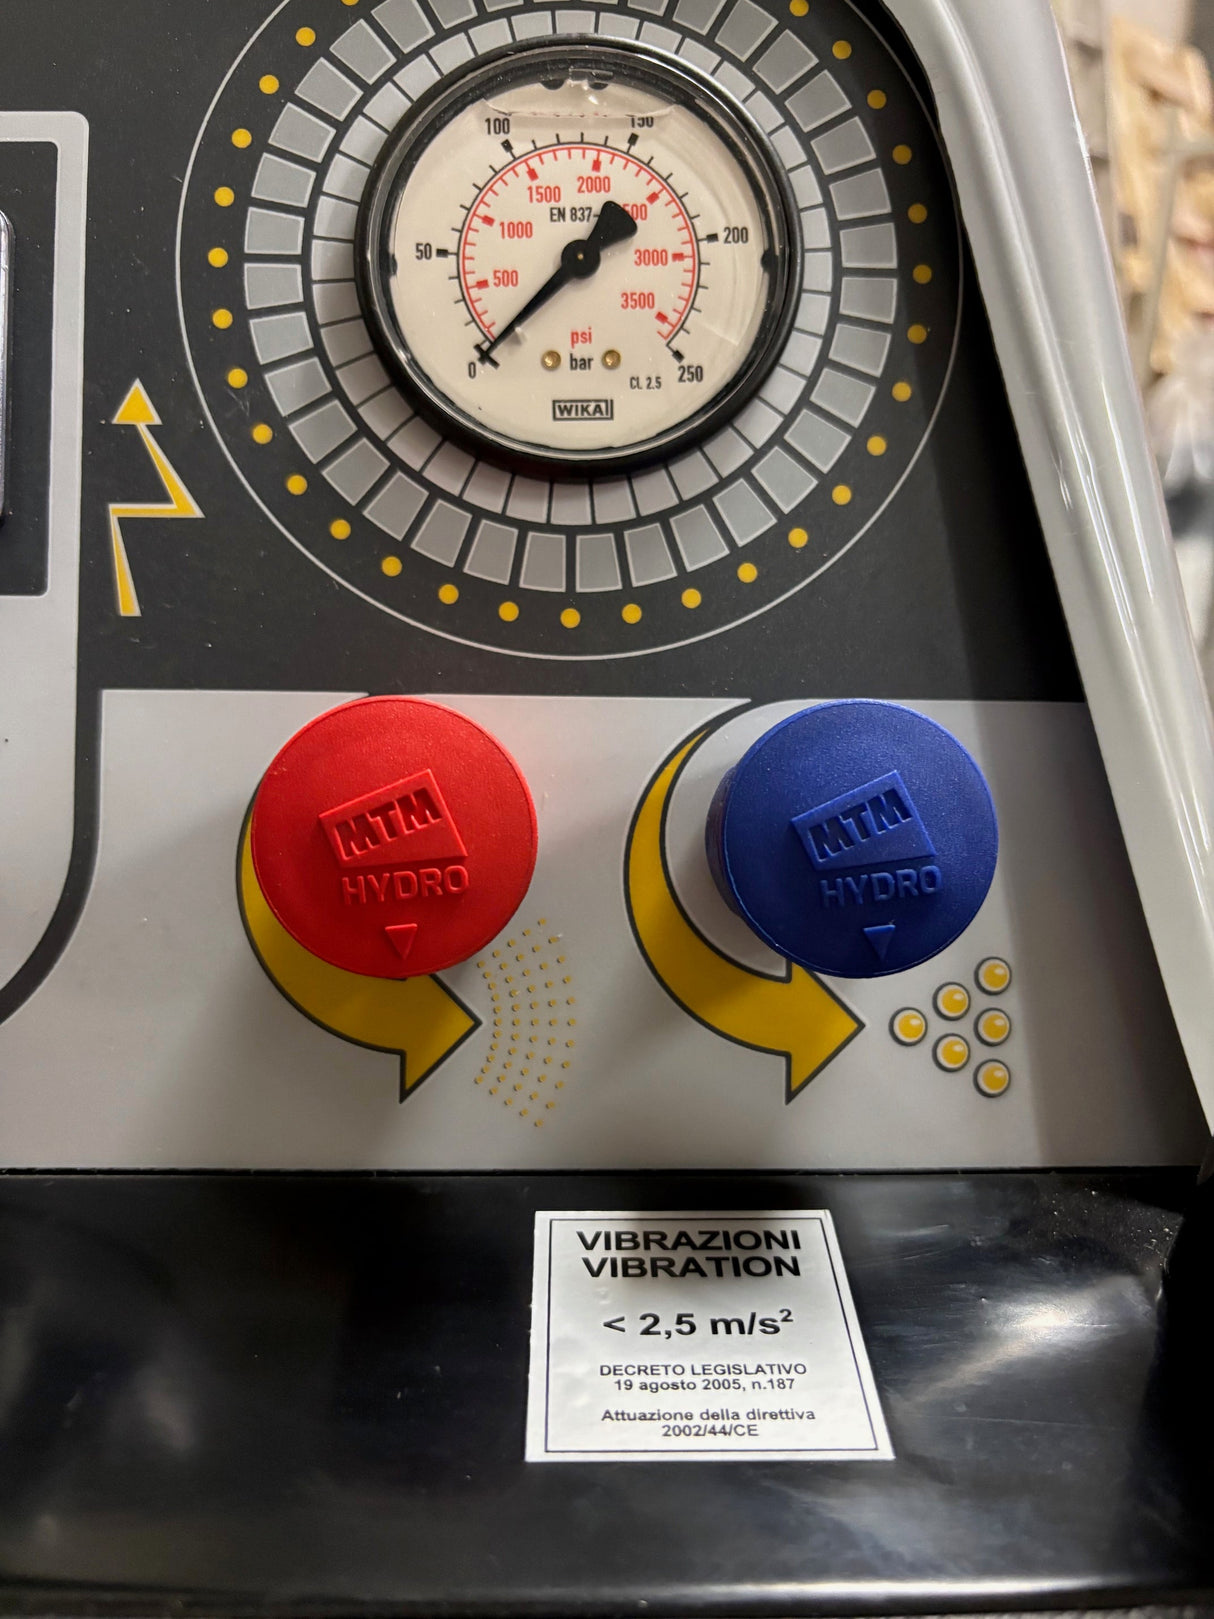 100
150
1500
2000
EN 837-
500
1000
50
200
3000
500
3500
psi
bar
0
CL 2.5
250
WIKA
MTM
HYDRO
MTM
HYDRO
VIBRAZIONI
VIBRATION
< 2,5 m/s²
DECRETO LEGISLATIVO
19 agosto 2005, n.187
Attuazione della direttiva
2002/44/CE